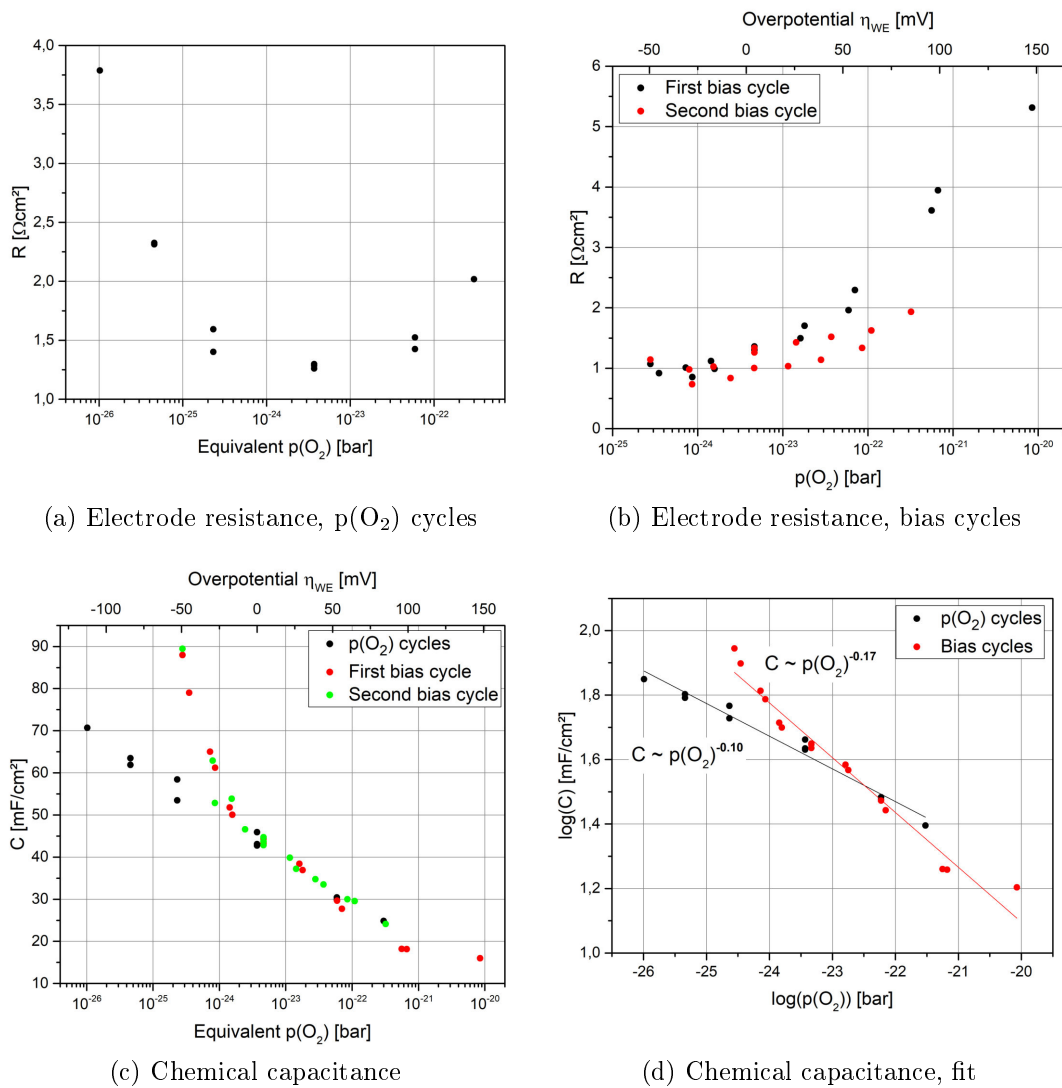 4,0
3,5
3,0
2,5
2,0
1,5
1,0
R [Ωcm²]
10⁻²⁶ 10⁻²⁵ 10⁻²⁴ 10⁻²³ 10⁻²²
Equivalent p(O₂) [bar]
(a) Electrode resistance, p(O₂) cycles
Overpotential ηWE [mV]
-50 0 50 100 150
First bias cycle
Second bias cycle
6
5
4
3
2
1
0
R [Ωcm²]
10⁻²⁵ 10⁻²⁴ 10⁻²³ 10⁻²² 10⁻²¹ 10⁻²⁰
p(O₂) [bar]
(b) Electrode resistance, bias cycles
Overpotential ηWE [mV]
-100 -50 0 50 100 150
p(O₂) cycles
First bias cycle
Second bias cycle
90
80
70
60
50
40
30
20
10
C [mF/cm²]
10⁻²⁶ 10⁻²⁵ 10⁻²⁴ 10⁻²³ 10⁻²² 10⁻²¹ 10⁻²⁰
Equivalent p(O₂) [bar]
(c) Chemical capacitance
p(O₂) cycles
Bias cycles
C ~ p(O₂)⁻⁰·¹⁷
C ~ p(O₂)⁻⁰·¹⁰
2,0
1,8
1,6
1,4
1,2
1,0
log(C) [mF/cm²]
-26 -25 -24 -23 -22 -21 -20
log(p(O₂)) [bar]
(d) Chemical capacitance, fit